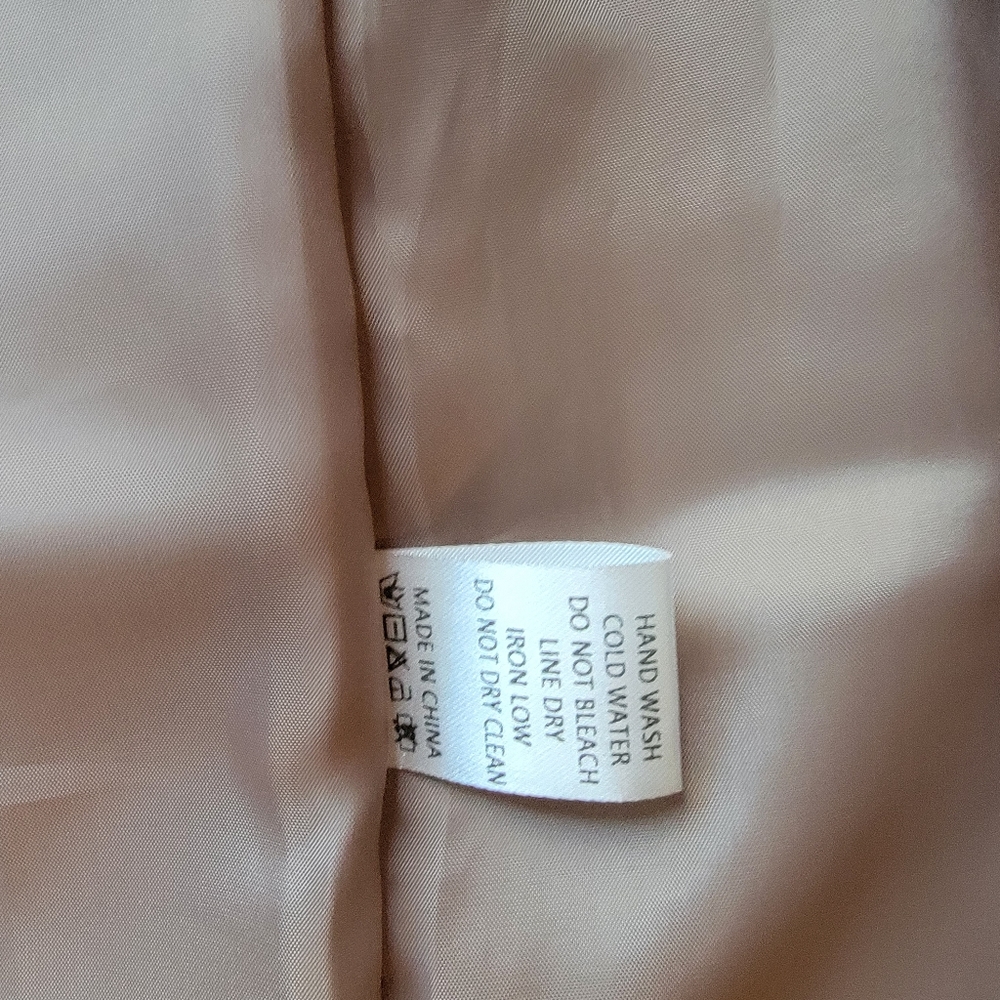 HAND WASH
COLD WATER
DO NOT BLEACH
LINE DRY
IRON LOW
DO NOT DRY CLEAN
MADE IN CHINA